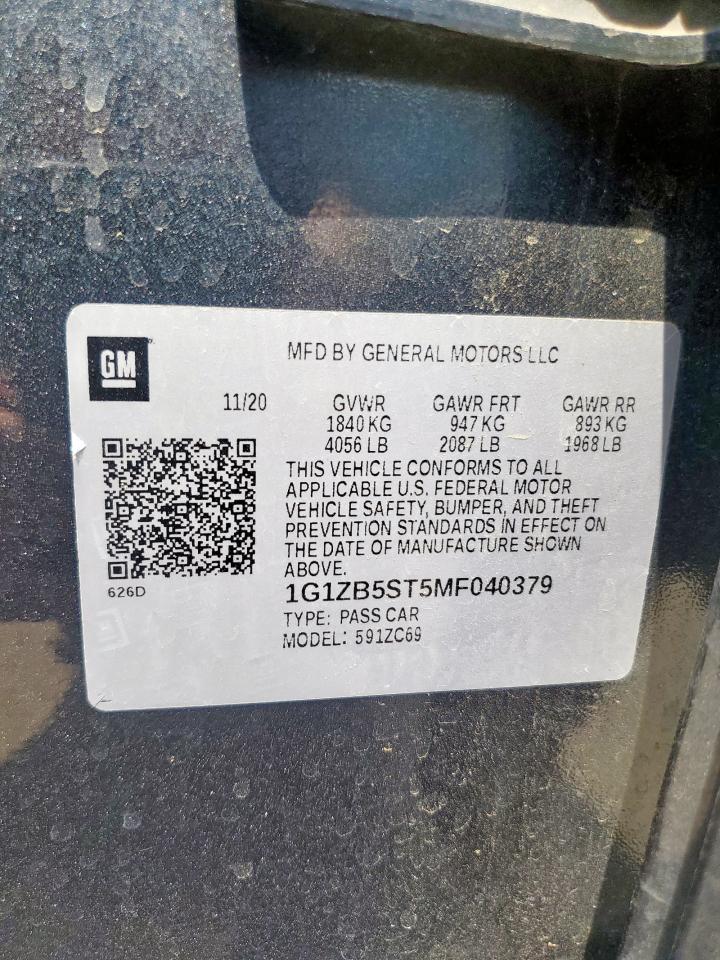 GM
MFD BY GENERAL MOTORS LLC
11/20 GVWR GAWR FRT GAWR RR
1840 KG 947 KG 893 KG
4056 LB 2087 LB 1968 LB
THIS VEHICLE CONFORMS TO ALL
APPLICABLE U.S. FEDERAL MOTOR
VEHICLE SAFETY, BUMPER, AND THEFT
PREVENTION STANDARDS IN EFFECT ON
THE DATE OF MANUFACTURE SHOWN
ABOVE.
626D
1G1ZB5ST5MF040379
TYPE: PASS CAR
MODEL: 591ZC69